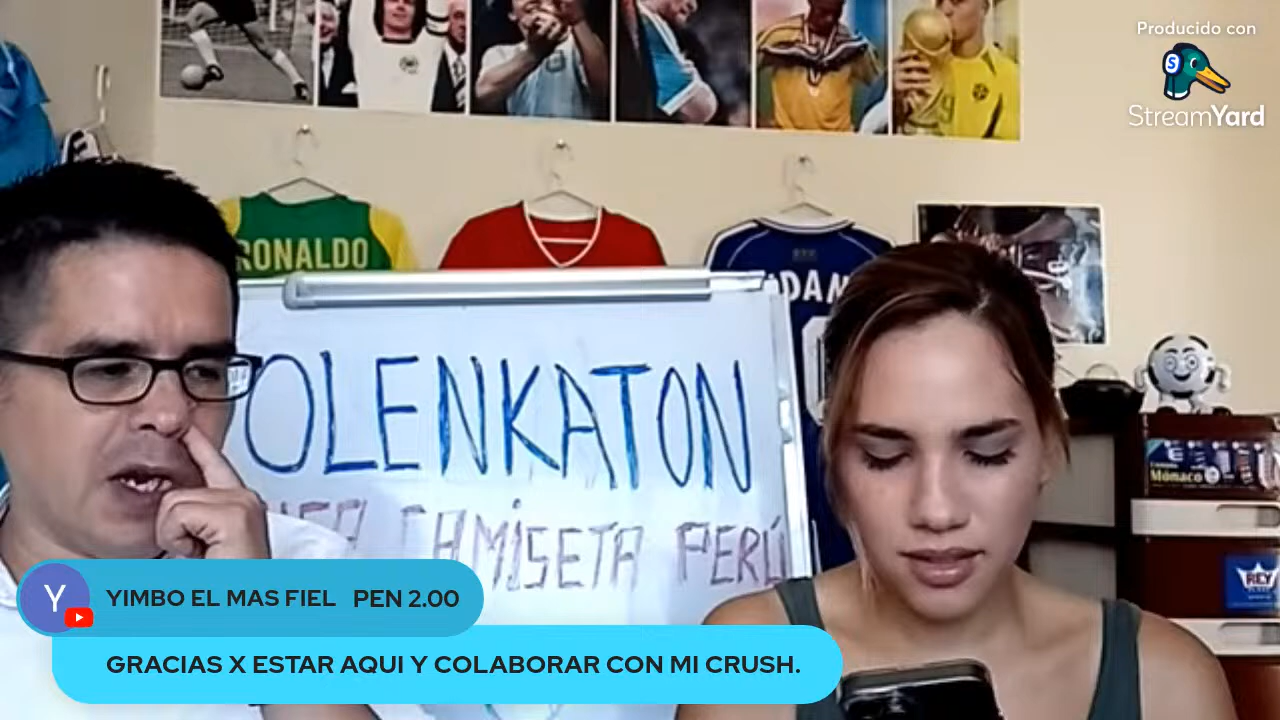 Producido con
StreamYard
RONALDO
OLENKATON
CAMISETA PERÚ
Mónaco
REY
Y
YIMBO EL MAS FIEL PEN 2.00
GRACIAS X ESTAR AQUI Y COLABORAR CON MI CRUSH.